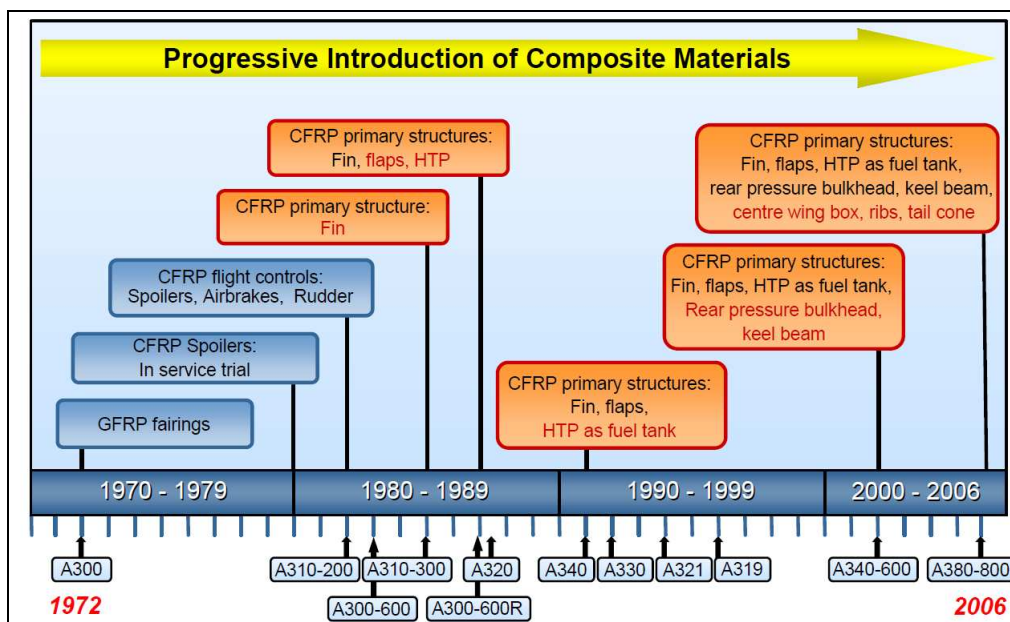 Progressive Introduction of Composite Materials
CFRP primary structures:
Fin, flaps, HTP
CFRP primary structures:
Fin, flaps, HTP as fuel tank,
rear pressure bulkhead, keel beam,
centre wing box, ribs, tail cone
CFRP primary structure:
Fin
CFRP flight controls:
Spoilers, Airbrakes, Rudder
CFRP primary structures:
Fin, flaps, HTP as fuel tank,
Rear pressure bulkhead,
keel beam
CFRP Spoilers:
In service trial
CFRP primary structures:
Fin, flaps,
HTP as fuel tank
GFRP fairings
1970 - 1979
1980 - 1989
1990 - 1999
2000 - 2006
A300
A310-200
A310-300
A320
A340
A330
A321
A319
A340-600
A380-800
1972
A300-600
A300-600R
2006